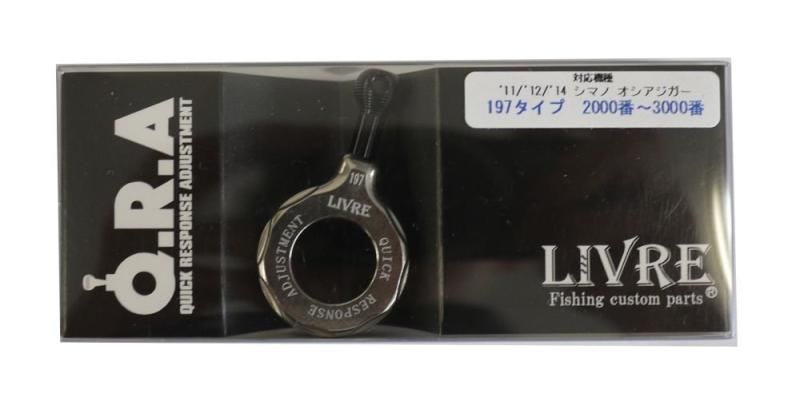 Q.R.A
QUICK RESPONSE ADJUSTMENT
197
LIVRE
QUICK RESPONSE ADJUSTMENT
対応機種
'11/'12/'14 シマノ オシアジガー
197タイプ 2000番～3000番
LIVRE
Fishing custom parts®